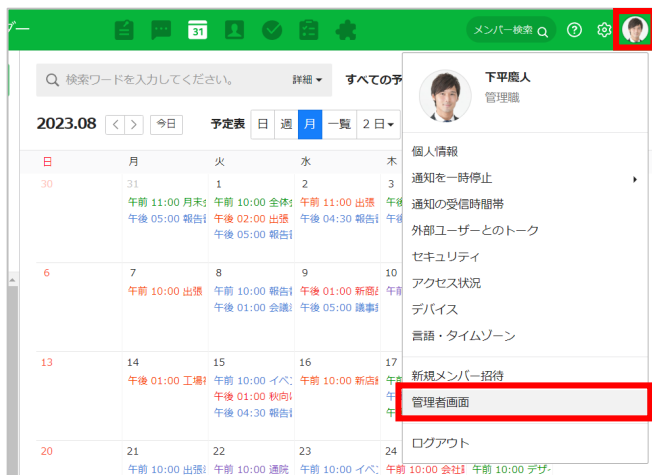 ダー
31
メンバー検索
検索ワードを入力してください。 詳細 すべての予
2023.08 < > 今日 予定表 日 週 月 一覧 2日
日 月 火 水 木
30 31 1 2 3
午前 11:00 月末 午前 10:00 全体 午前 11:00 出張 午後
午後 05:00 報告 午後 02:00 出張 午後 04:30 報告 午後
午後 05:00 報告
6 7 8 9 10
午前 10:00 出張 午前 10:00 報告 午後 01:00 新商 午前
午後 01:00 会議 午後 05:00 議事
13 14 15 16 17
午後 01:00 工場 午前 10:00 イベ 午前 10:00 新店 午前
午後 01:00 秋向 午
午後 04:30 報告 午
20 21 22 23 24
午前 10:00 出張 午前 10:00 通院 午前 10:00 イベ 午前 10:00 会社 午前 10:00 デザ
下平慶人
管理職
個人情報
通知を一時停止
通知の受信時間帯
外部ユーザーとのトーク
セキュリティ
アクセス状況
デバイス
言語・タイムゾーン
新規メンバー招待
管理者画面
ログアウト